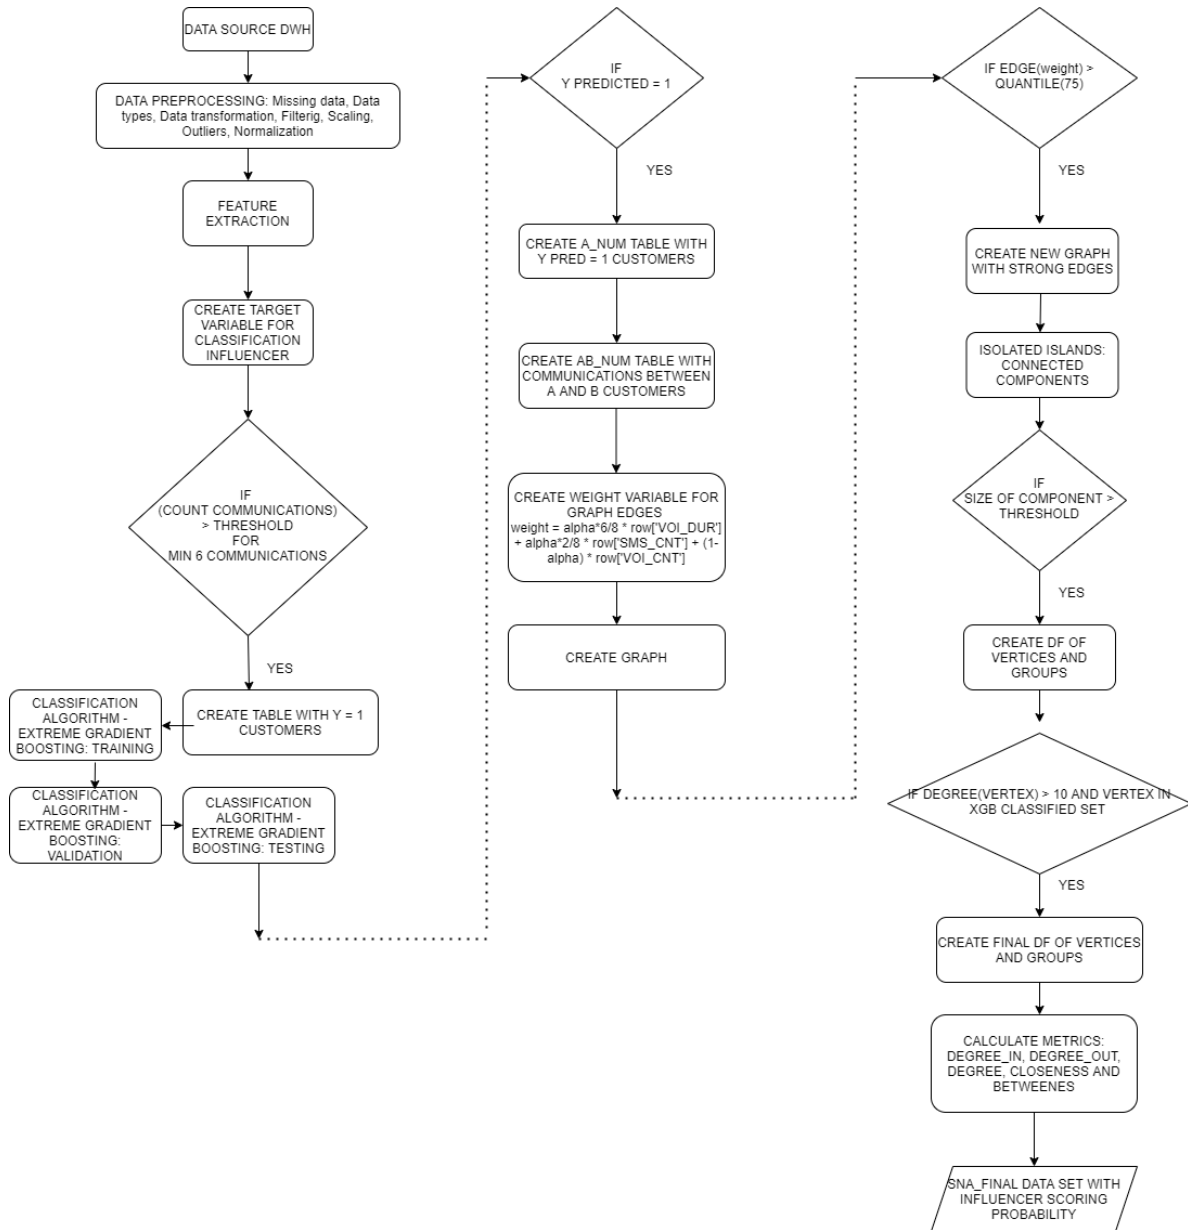 DATA SOURCE DWH
DATA PREPROCESSING: Missing data, Data
types, Data transformation, Filterig, Scaling,
Outliers, Normalization
FEATURE
EXTRACTION
CREATE TARGET
VARIABLE FOR
CLASSIFICATION
INFLUENCER
IF
(COUNT COMMUNICATIONS)
> THRESHOLD
FOR
MIN 6 COMMUNICATIONS
YES
CREATE TABLE WITH Y = 1
CUSTOMERS
CLASSIFICATION
ALGORITHM -
EXTREME GRADIENT
BOOSTING: TRAINING
CLASSIFICATION
ALGORITHM -
EXTREME GRADIENT
BOOSTING:
VALIDATION
CLASSIFICATION
ALGORITHM -
EXTREME GRADIENT
BOOSTING: TESTING
IF
Y PREDICTED = 1
YES
CREATE A_NUM TABLE WITH
Y PRED = 1 CUSTOMERS
CREATE AB_NUM TABLE WITH
COMMUNICATIONS BETWEEN
A AND B CUSTOMERS
CREATE WEIGHT VARIABLE FOR
GRAPH EDGES
weight = alpha*6/8 * row['VOI_DUR']
+ alpha*2/8 * row['SMS_CNT'] + (1-
alpha) * row['VOI_CNT']
CREATE GRAPH
IF EDGE(weight) >
QUANTILE(75)
YES
CREATE NEW GRAPH
WITH STRONG EDGES
ISOLATED ISLANDS:
CONNECTED
COMPONENTS
IF
SIZE OF COMPONENT >
THRESHOLD
YES
CREATE DF OF
VERTICES AND
GROUPS
IF DEGREE(VERTEX) > 10 AND VERTEX IN
XGB CLASSIFIED SET
YES
CREATE FINAL DF OF VERTICES
AND GROUPS
CALCULATE METRICS:
DEGREE_IN, DEGREE_OUT,
DEGREE, CLOSENESS AND
BETWEENES
SNA_FINAL DATA SET WITH
INFLUENCER SCORING
PROBABILITY